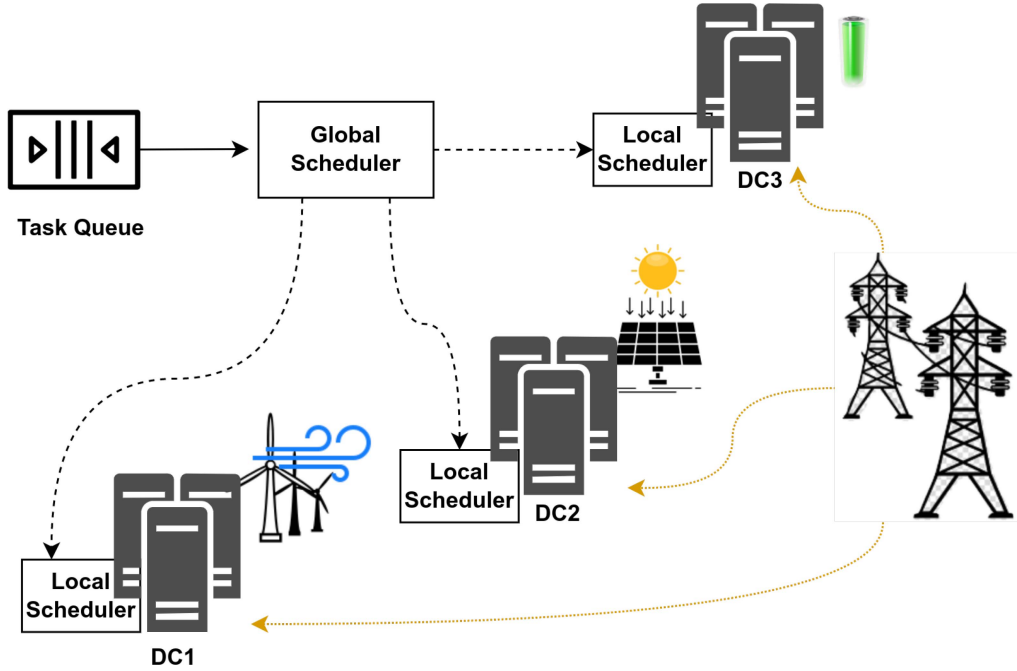 Global
Scheduler
Local
Scheduler
DC3
Task Queue
Local
Scheduler
DC2
Local
Scheduler
DC1